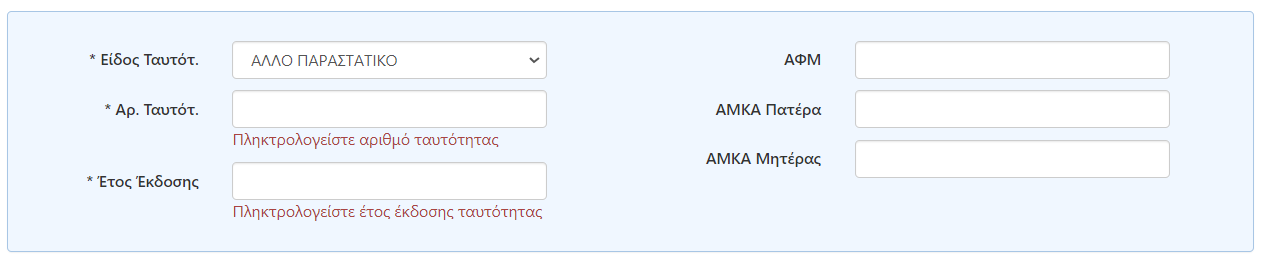 * Είδος Ταυτότ.
ΑΛΛΟ ΠΑΡΑΣΤΑΤΙΚΟ
* Αρ. Ταυτότ.
Πληκτρολογείστε αριθμό ταυτότητας
* Έτος Έκδοσης
Πληκτρολογείστε έτος έκδοσης ταυτότητας
ΑΦΜ
ΑΜΚΑ Πατέρα
ΑΜΚΑ Μητέρας